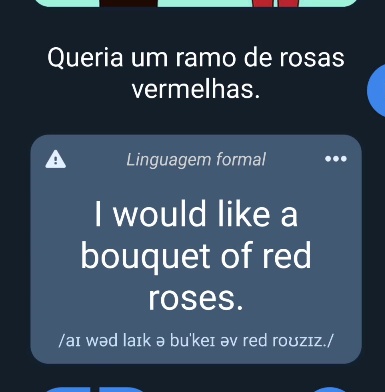 Queria um ramo de rosas
vermelhas.
Linguagem formal
I would like a
bouquet of red
roses.
/aɪ wəd laɪk ə bu'keɪ əv red roʊzɪz./